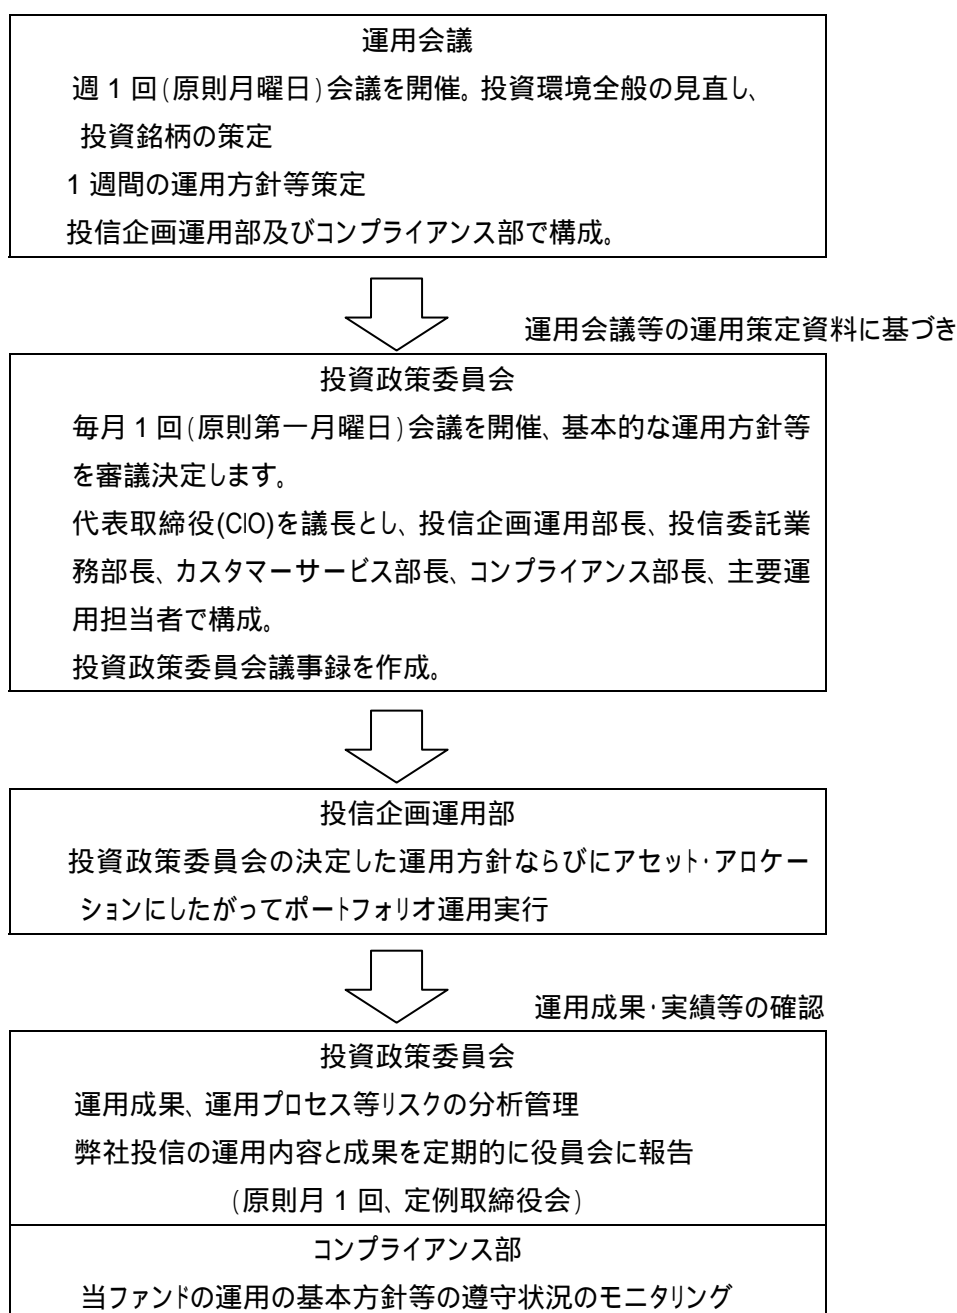 運用会議
週1回(原則月曜日)会議を開催。投資環境全般の見直し、
投資銘柄の策定
1週間の運用方針等策定
投信企画運用部及びコンプライアンス部で構成。
運用会議等の運用策定資料に基づき
投資政策委員会
毎月1回(原則第一月曜日)会議を開催、基本的な運用方針等
を審議決定します。
代表取締役(CIO)を議長とし、投信企画運用部長、投信委託業
務部長、カスタマーサービス部長、コンプライアンス部長、主要運
用担当者で構成。
投資政策委員会議事録を作成。
投信企画運用部
投資政策委員会の決定した運用方針ならびにアセット・アロケー
ションにしたがってポートフォリオ運用実行
運用成果・実績等の確認
投資政策委員会
運用成果、運用プロセス等リスクの分析管理
弊社投信の運用内容と成果を定期的に役員会に報告
(原則月1回、定例取締役会)
コンプライアンス部
当ファンドの運用の基本方針等の遵守状況のモニタリング